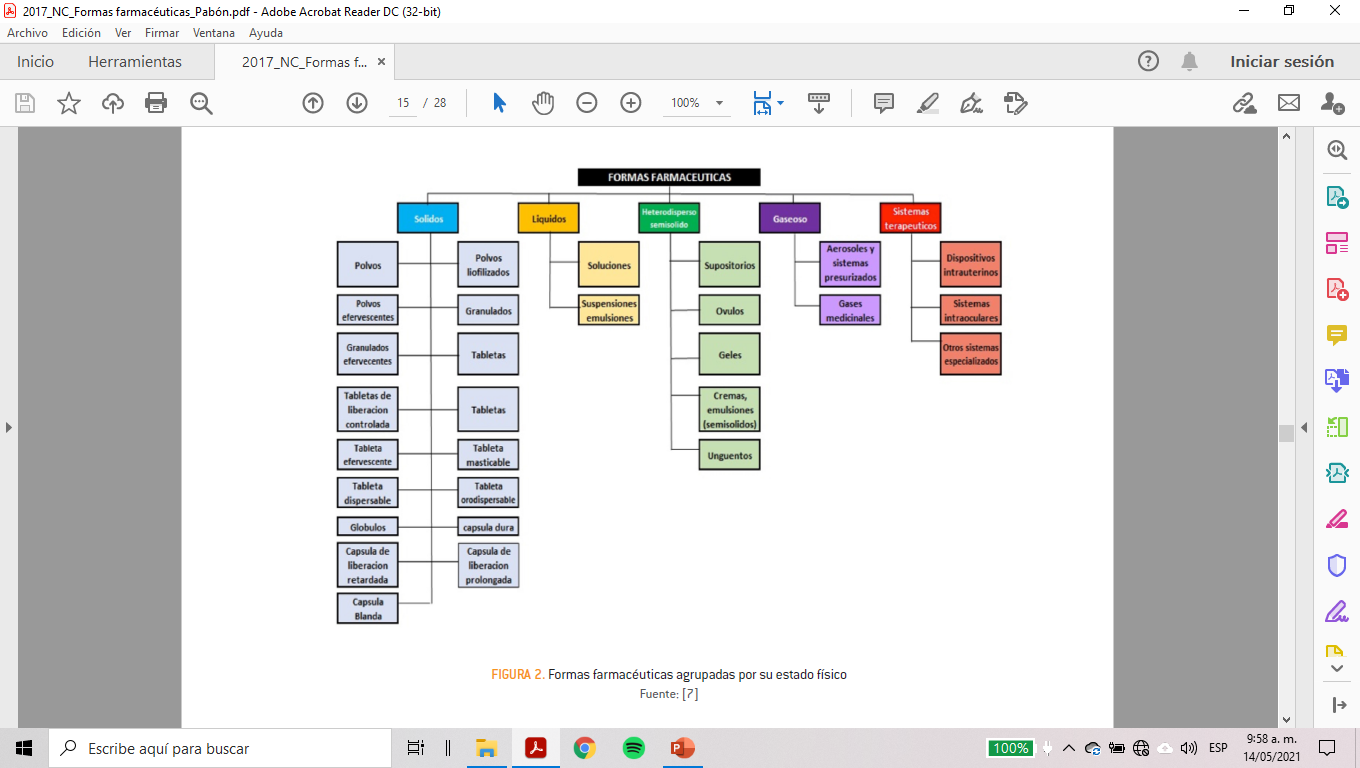 2017_NC_Formas farmacéuticas_Pabón.pdf - Adobe Acrobat Reader DC (32-bit)
Archivo Edición Ver Firmar Ventana Ayuda
Inicio Herramientas 2017_NC_Formas f... × Iniciar sesión
15 / 28 100%
FORMAS FARMACEUTICAS
Solidos
Liquidos
Heterodisperso
semisolido
Gaseoso
Sistemas
terapeuticos
Polvos
Polvos
liofilizados
Polvos
efervescentes
Granulados
Granulados
efervecentes
Tabletas
Tabletas de
liberacion
controlada
Tabletas
Tableta
efervescente
Tableta
masticable
Tableta
dispersable
Tableta
orodispersable
Globulos
capsula dura
Capsula de
liberacion
retardada
Capsula de
liberacion
prolongada
Capsula
Blanda
Soluciones
Suspensiones
emulsiones
Supositorios
Ovulos
Geles
Cremas,
emulsiones
(semisolidos)
Unguentos
Aerosoles y
sistemas
presurizados
Gases
medicinales
Dispositivos
intrauterinos
Sistemas
intraoculares
Otros sistemas
especializados
FIGURA 2. Formas farmacéuticas agrupadas por su estado físico
Fuente: [7]
Escribe aquí para buscar
100%
ESP
9:58 a. m.
14/05/2021